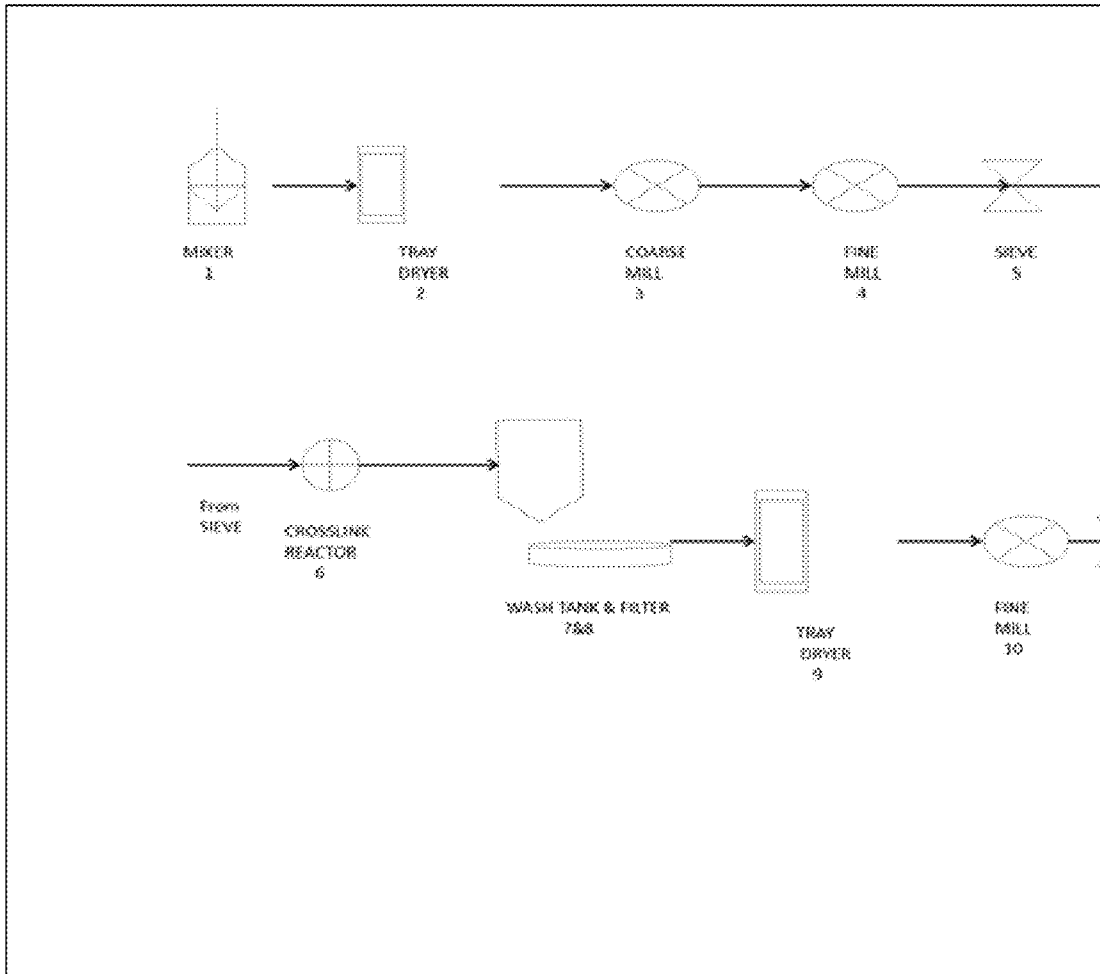 MIXER
1
TRAY
DRYER
2
COARSE
MILL
3
FINE
MILL
4
SIEVE
5
From
SIEVE
CROSSLINK
REACTOR
6
WASH TANK & FILTER
7&8
TRAY
DRYER
9
FINE
MILL
10